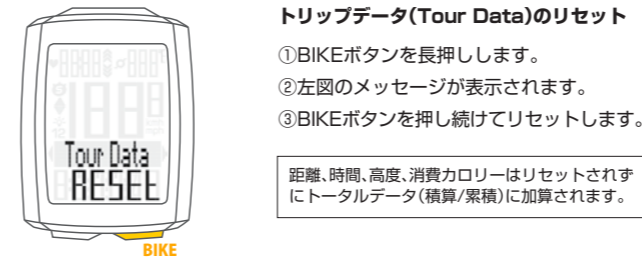 トリップデータ(Tour Data)のリセット
①BIKEボタンを長押しします。
②左図のメッセージが表示されます。
③BIKEボタンを押し続けてリセットします。
距離、時間、高度、消費カロリーはリセットされず
にトータルデータ(積算/累積)に加算されます。
Tour Data
RESEt
BIKE